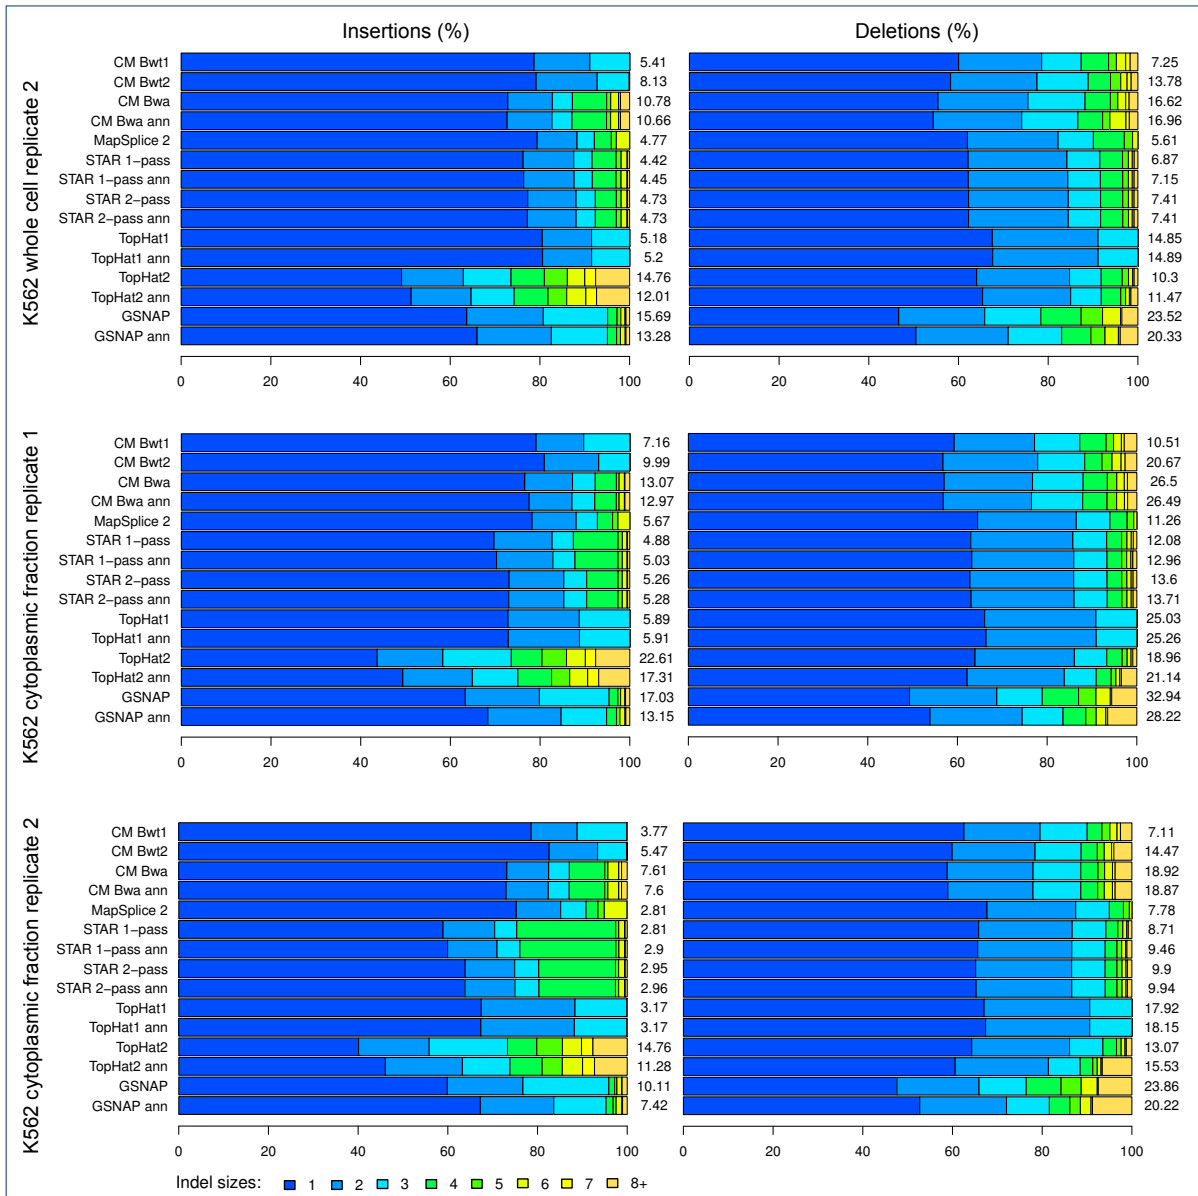 Insertions (%) Deletions (%)
K562 whole cell replicate 2
CM Bwt1 5.41 7.25
CM Bwt2 8.13 13.78
CM Bwa 10.78 16.62
CM Bwa ann 10.66 16.96
MapSplice 2 4.77 5.61
STAR 1−pass 4.42 6.87
STAR 1−pass ann 4.45 7.15
STAR 2−pass 4.73 7.41
STAR 2−pass ann 4.73 7.41
TopHat1 5.18 14.85
TopHat1 ann 5.2 14.89
TopHat2 14.76 10.3
TopHat2 ann 12.01 11.47
GSNAP 15.69 23.52
GSNAP ann 13.28 20.33
0 20 40 60 80 100 0 20 40 60 80 100
K562 cytoplasmic fraction replicate 1
CM Bwt1 7.16 10.51
CM Bwt2 9.99 20.67
CM Bwa 13.07 26.5
CM Bwa ann 12.97 26.49
MapSplice 2 5.67 11.26
STAR 1−pass 4.88 12.08
STAR 1−pass ann 5.03 12.96
STAR 2−pass 5.26 13.6
STAR 2−pass ann 5.28 13.71
TopHat1 5.89 25.03
TopHat1 ann 5.91 25.26
TopHat2 22.61 18.96
TopHat2 ann 17.31 21.14
GSNAP 17.03 32.94
GSNAP ann 13.15 28.22
0 20 40 60 80 100 0 20 40 60 80 100
K562 cytoplasmic fraction replicate 2
CM Bwt1 3.77 7.11
CM Bwt2 5.47 14.47
CM Bwa 7.61 18.92
CM Bwa ann 7.6 18.87
MapSplice 2 2.81 7.78
STAR 1−pass 2.81 8.71
STAR 1−pass ann 2.9 9.46
STAR 2−pass 2.95 9.9
STAR 2−pass ann 2.96 9.94
TopHat1 3.17 17.92
TopHat1 ann 3.17 18.15
TopHat2 14.76 13.07
TopHat2 ann 11.28 15.53
GSNAP 10.11 23.86
GSNAP ann 7.42 20.22
0 20 40 60 80 100 0 20 40 60 80 100
Indel sizes: 1 2 3 4 5 6 7 8+